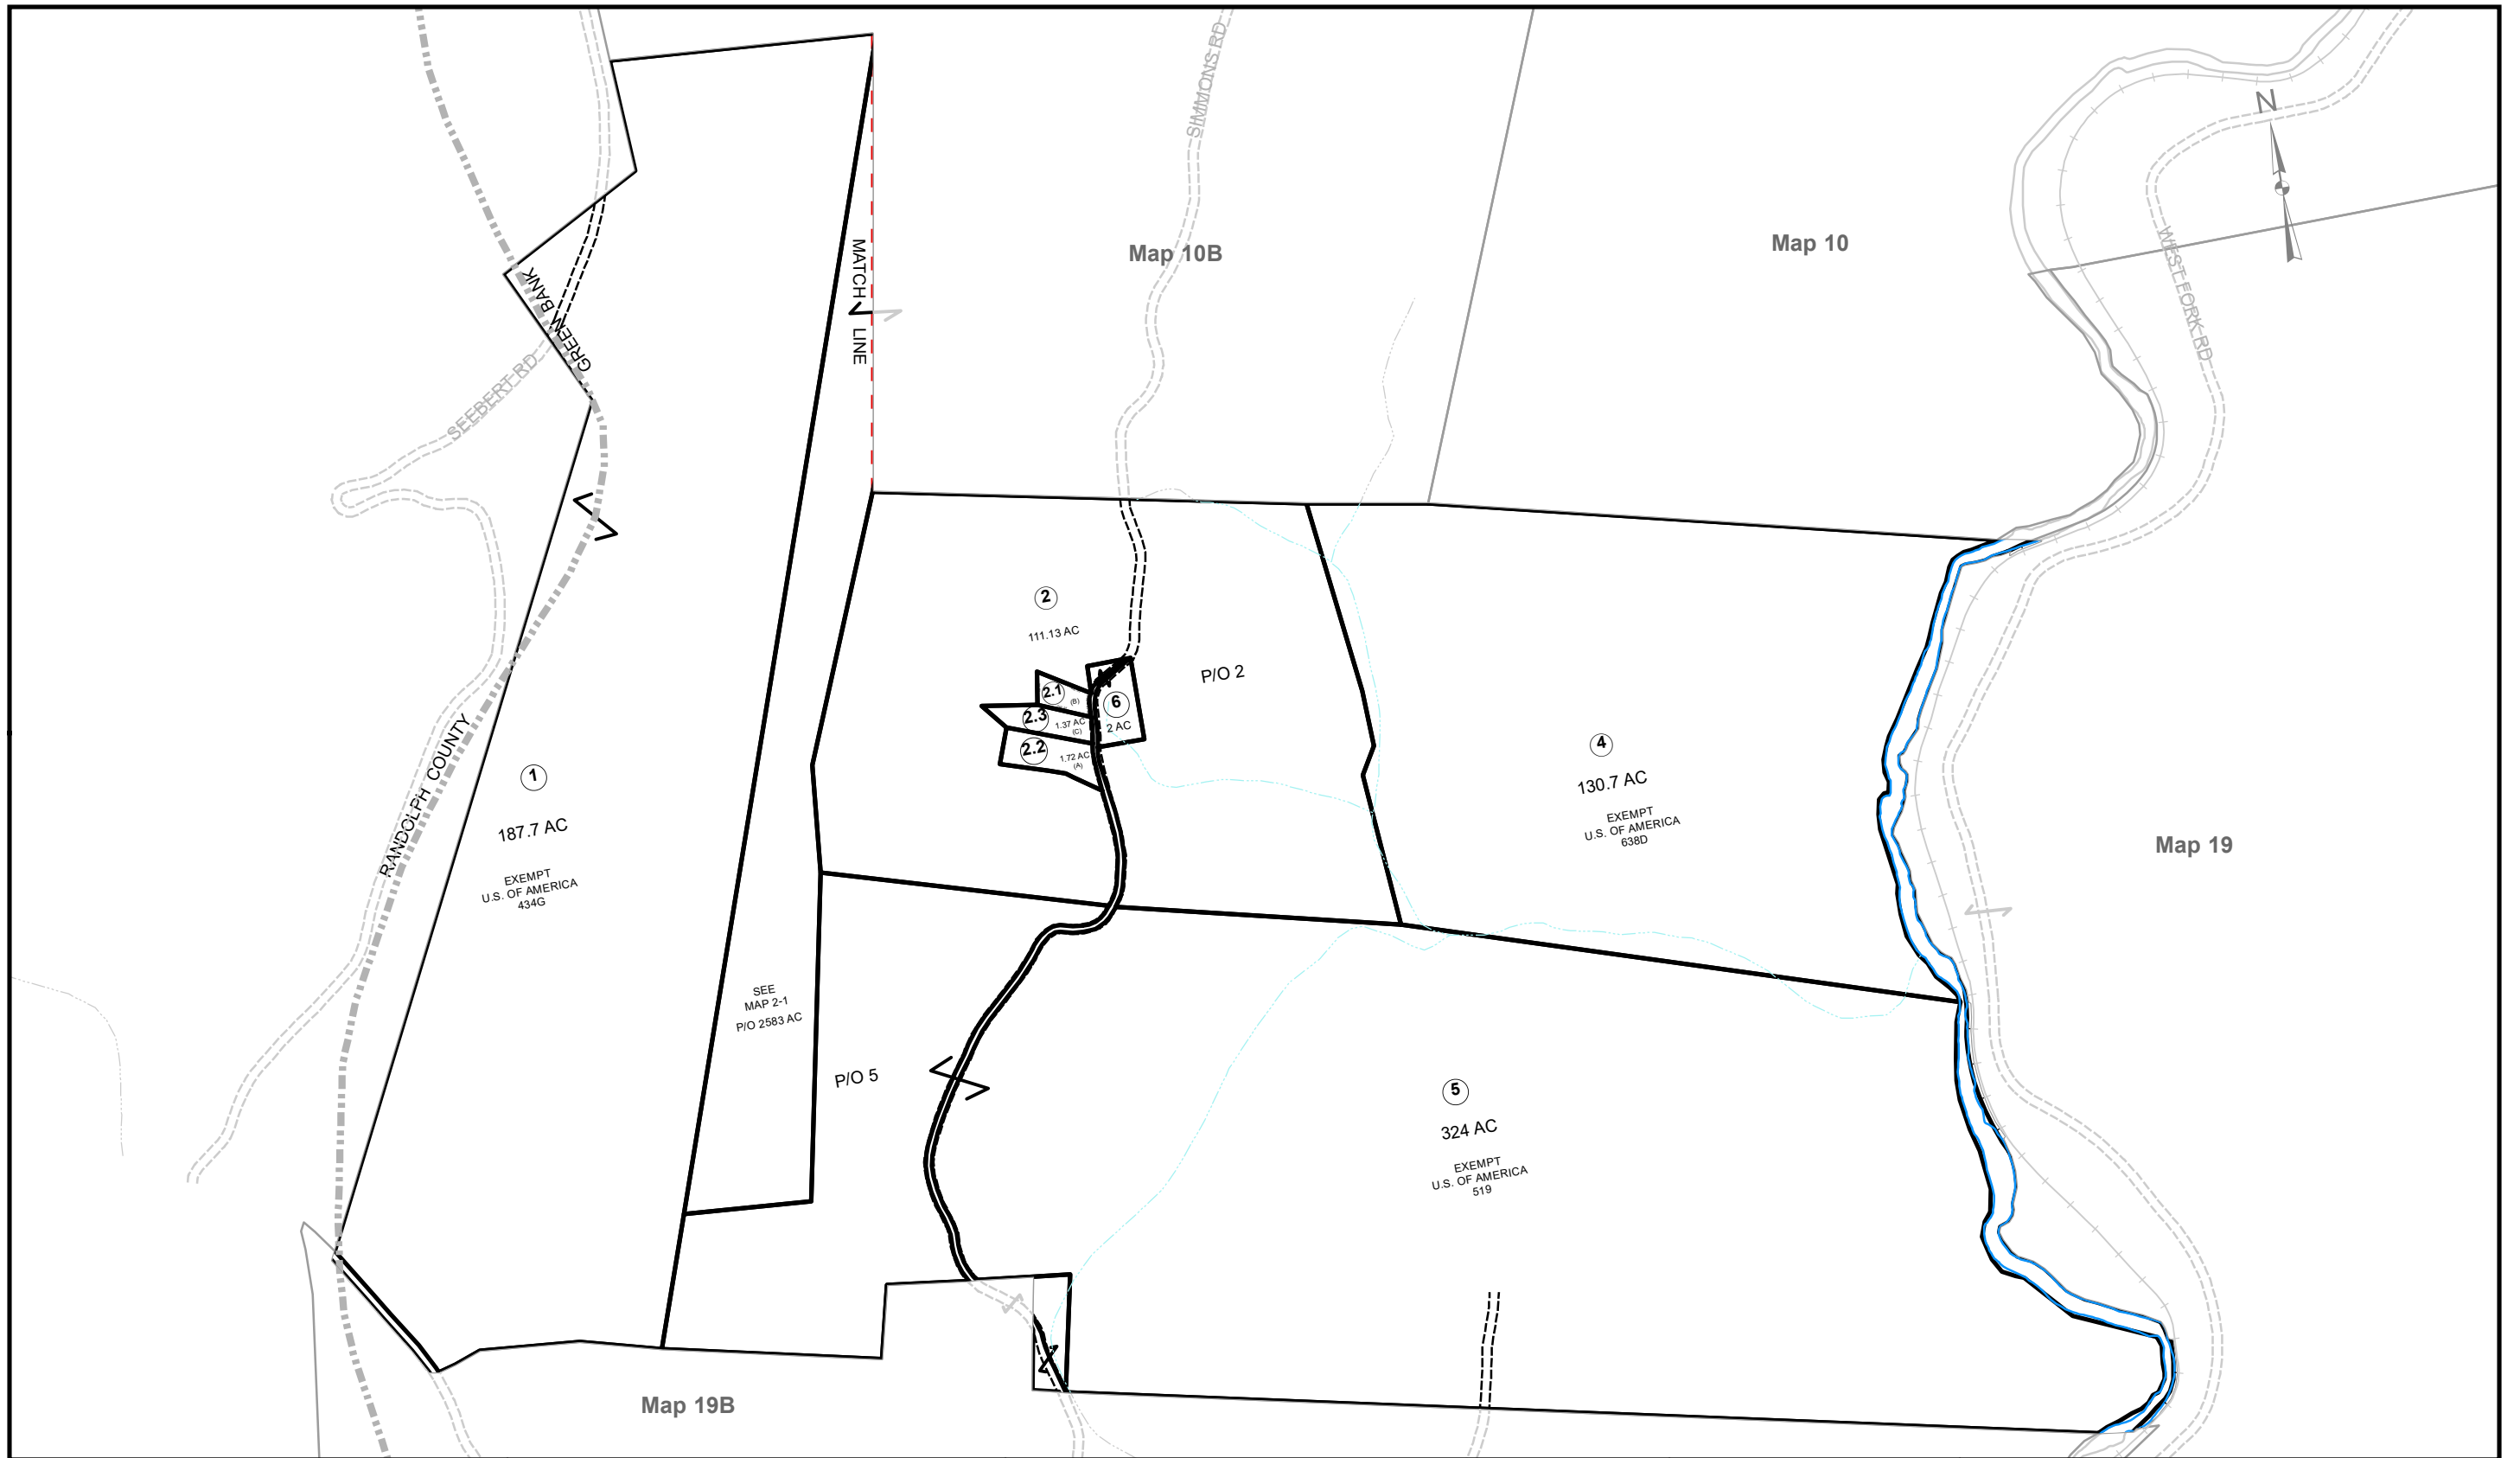 SIMMONS RD
N
Map 10
Map 10B
WEST FORK RD
MATCH LINE
GREEN BANK
SEEBERT RD
2
111.13 AC
P/O 2
2.1
(B)
6
2 AC
2.3
1.37 AC
(C)
2.2
1.72 AC
(A)
4
130.7 AC
EXEMPT
U.S. OF AMERICA
638D
RANDOLPH COUNTY
1
187.7 AC
EXEMPT
U.S. OF AMERICA
434G
Map 19
SEE
MAP 2-1
P/O 2583 AC
P/O 5
5
324 AC
EXEMPT
U.S. OF AMERICA
519
Map 19B